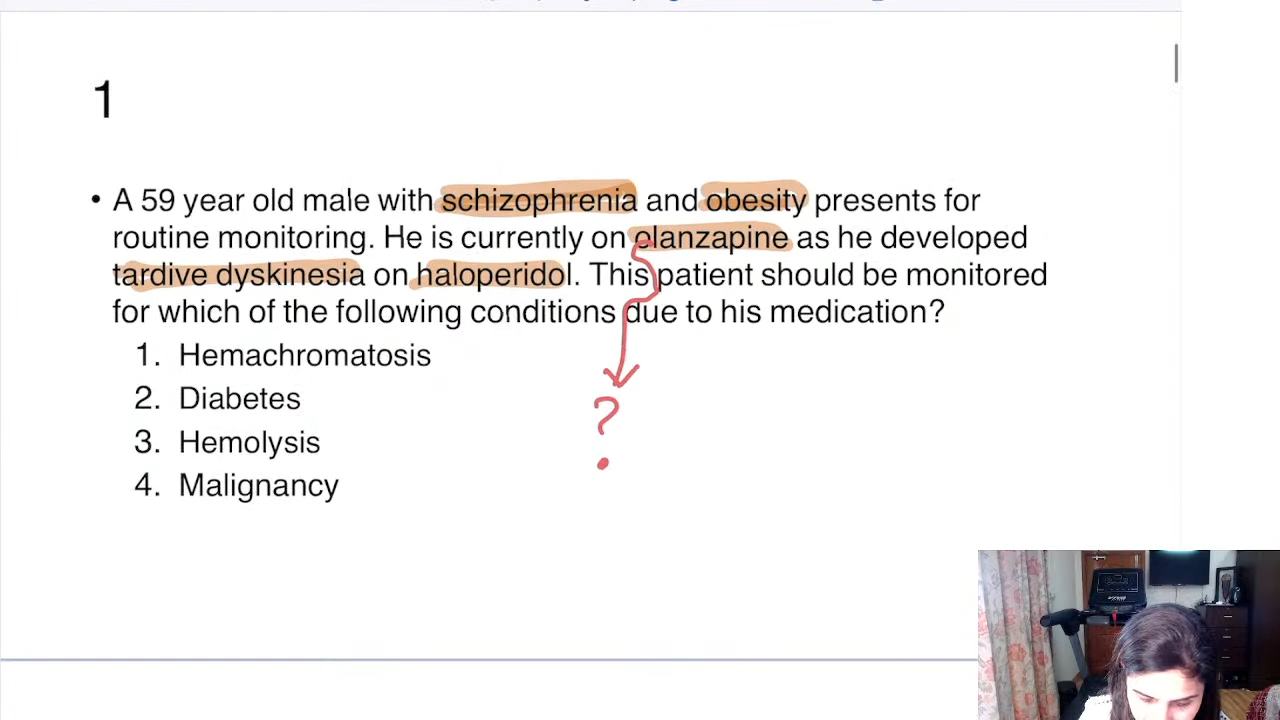 1
• A 59 year old male with schizophrenia and obesity presents for
routine monitoring. He is currently on olanzapine as he developed
tardive dyskinesia on haloperidol. This patient should be monitored
for which of the following conditions due to his medication?
1. Hemachromatosis
2. Diabetes
3. Hemolysis
4. Malignancy
?